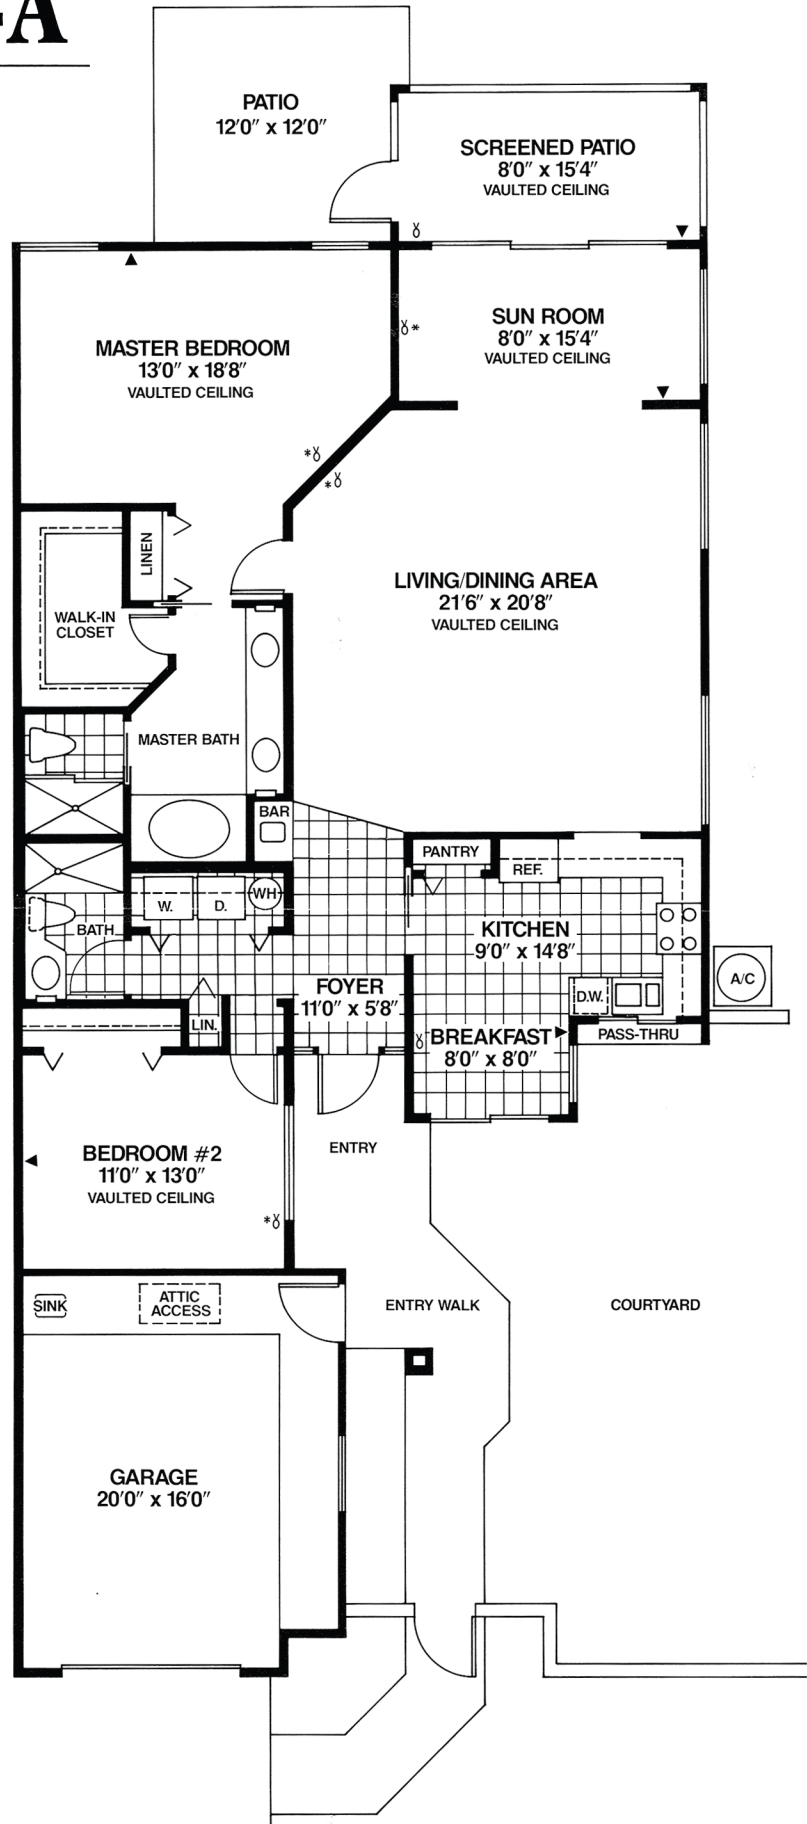 -A
PATIO
12'0" x 12'0"
SCREENED PATIO
8'0" x 15'4"
VAULTED CEILING
SUN ROOM
8'0" x 15'4"
VAULTED CEILING
MASTER BEDROOM
13'0" x 18'8"
VAULTED CEILING
LINEN
WALK-IN
CLOSET
LIVING/DINING AREA
21'6" x 20'8"
VAULTED CEILING
MASTER BATH
BAR
PANTRY
REF.
W.
D.
WH
BATH
KITCHEN
9'0" x 14'8"
A/C
FOYER
11'0" x 5'8"
D.W.
LIN.
BREAKFAST
8'0" x 8'0"
PASS-THRU
ENTRY
BEDROOM #2
11'0" x 13'0"
VAULTED CEILING
SINK
ATTIC
ACCESS
ENTRY WALK
COURTYARD
GARAGE
20'0" x 16'0"